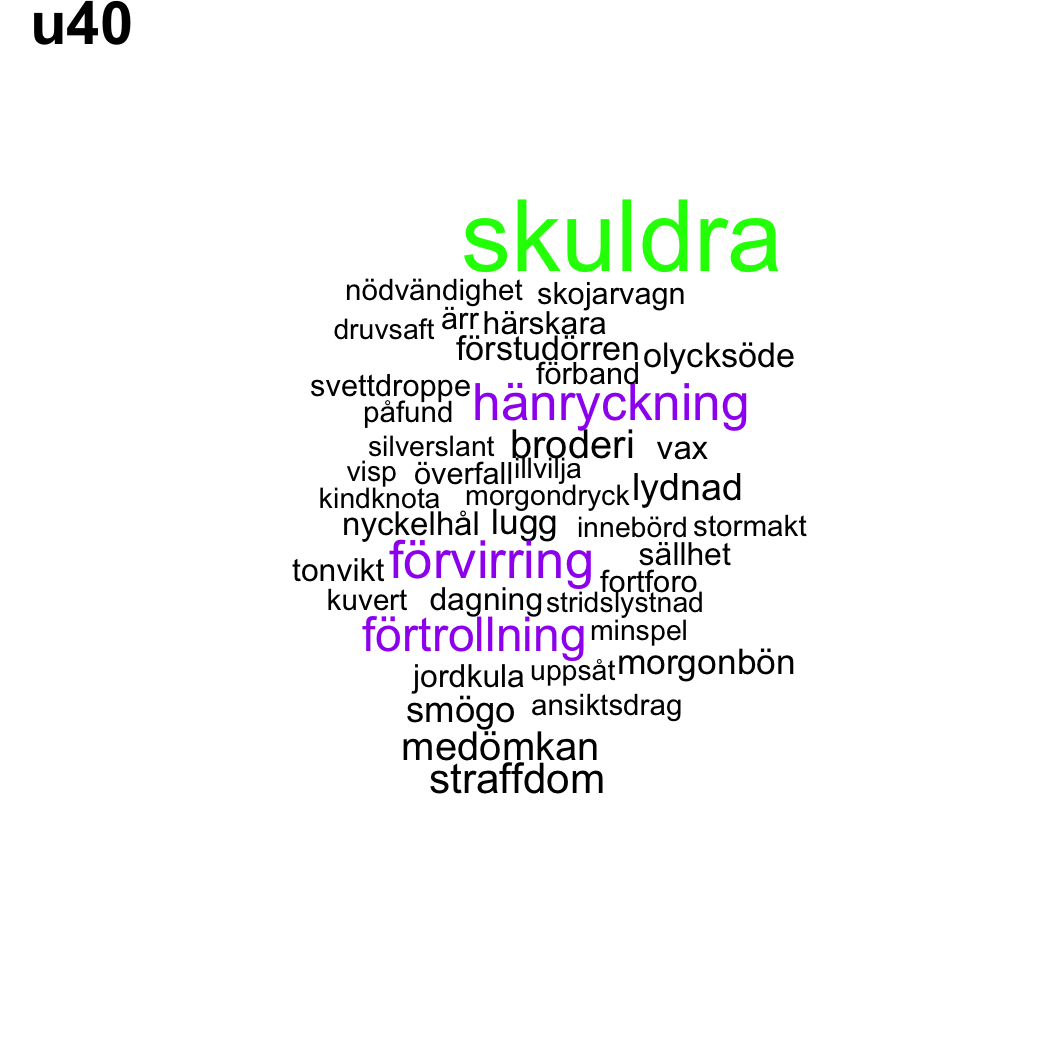 u40
skuldra
nödvändighet skojarvagn
druvsaft ärr härskara
förstudörren olycksöde
förband
svettdroppe hänryckning
påfund
silverslant broderi vax
visp överfall illvilja
kindknota morgondryck lydnad
nyckelhål lugg innebörd stormakt
tonvikt förvirring sällhet
fortforo
kuvert dagning stridslystnad
förtrollning minspel
jordkula uppsåt morgonbön
smögo ansiktsdrag
medömkan
straffdom